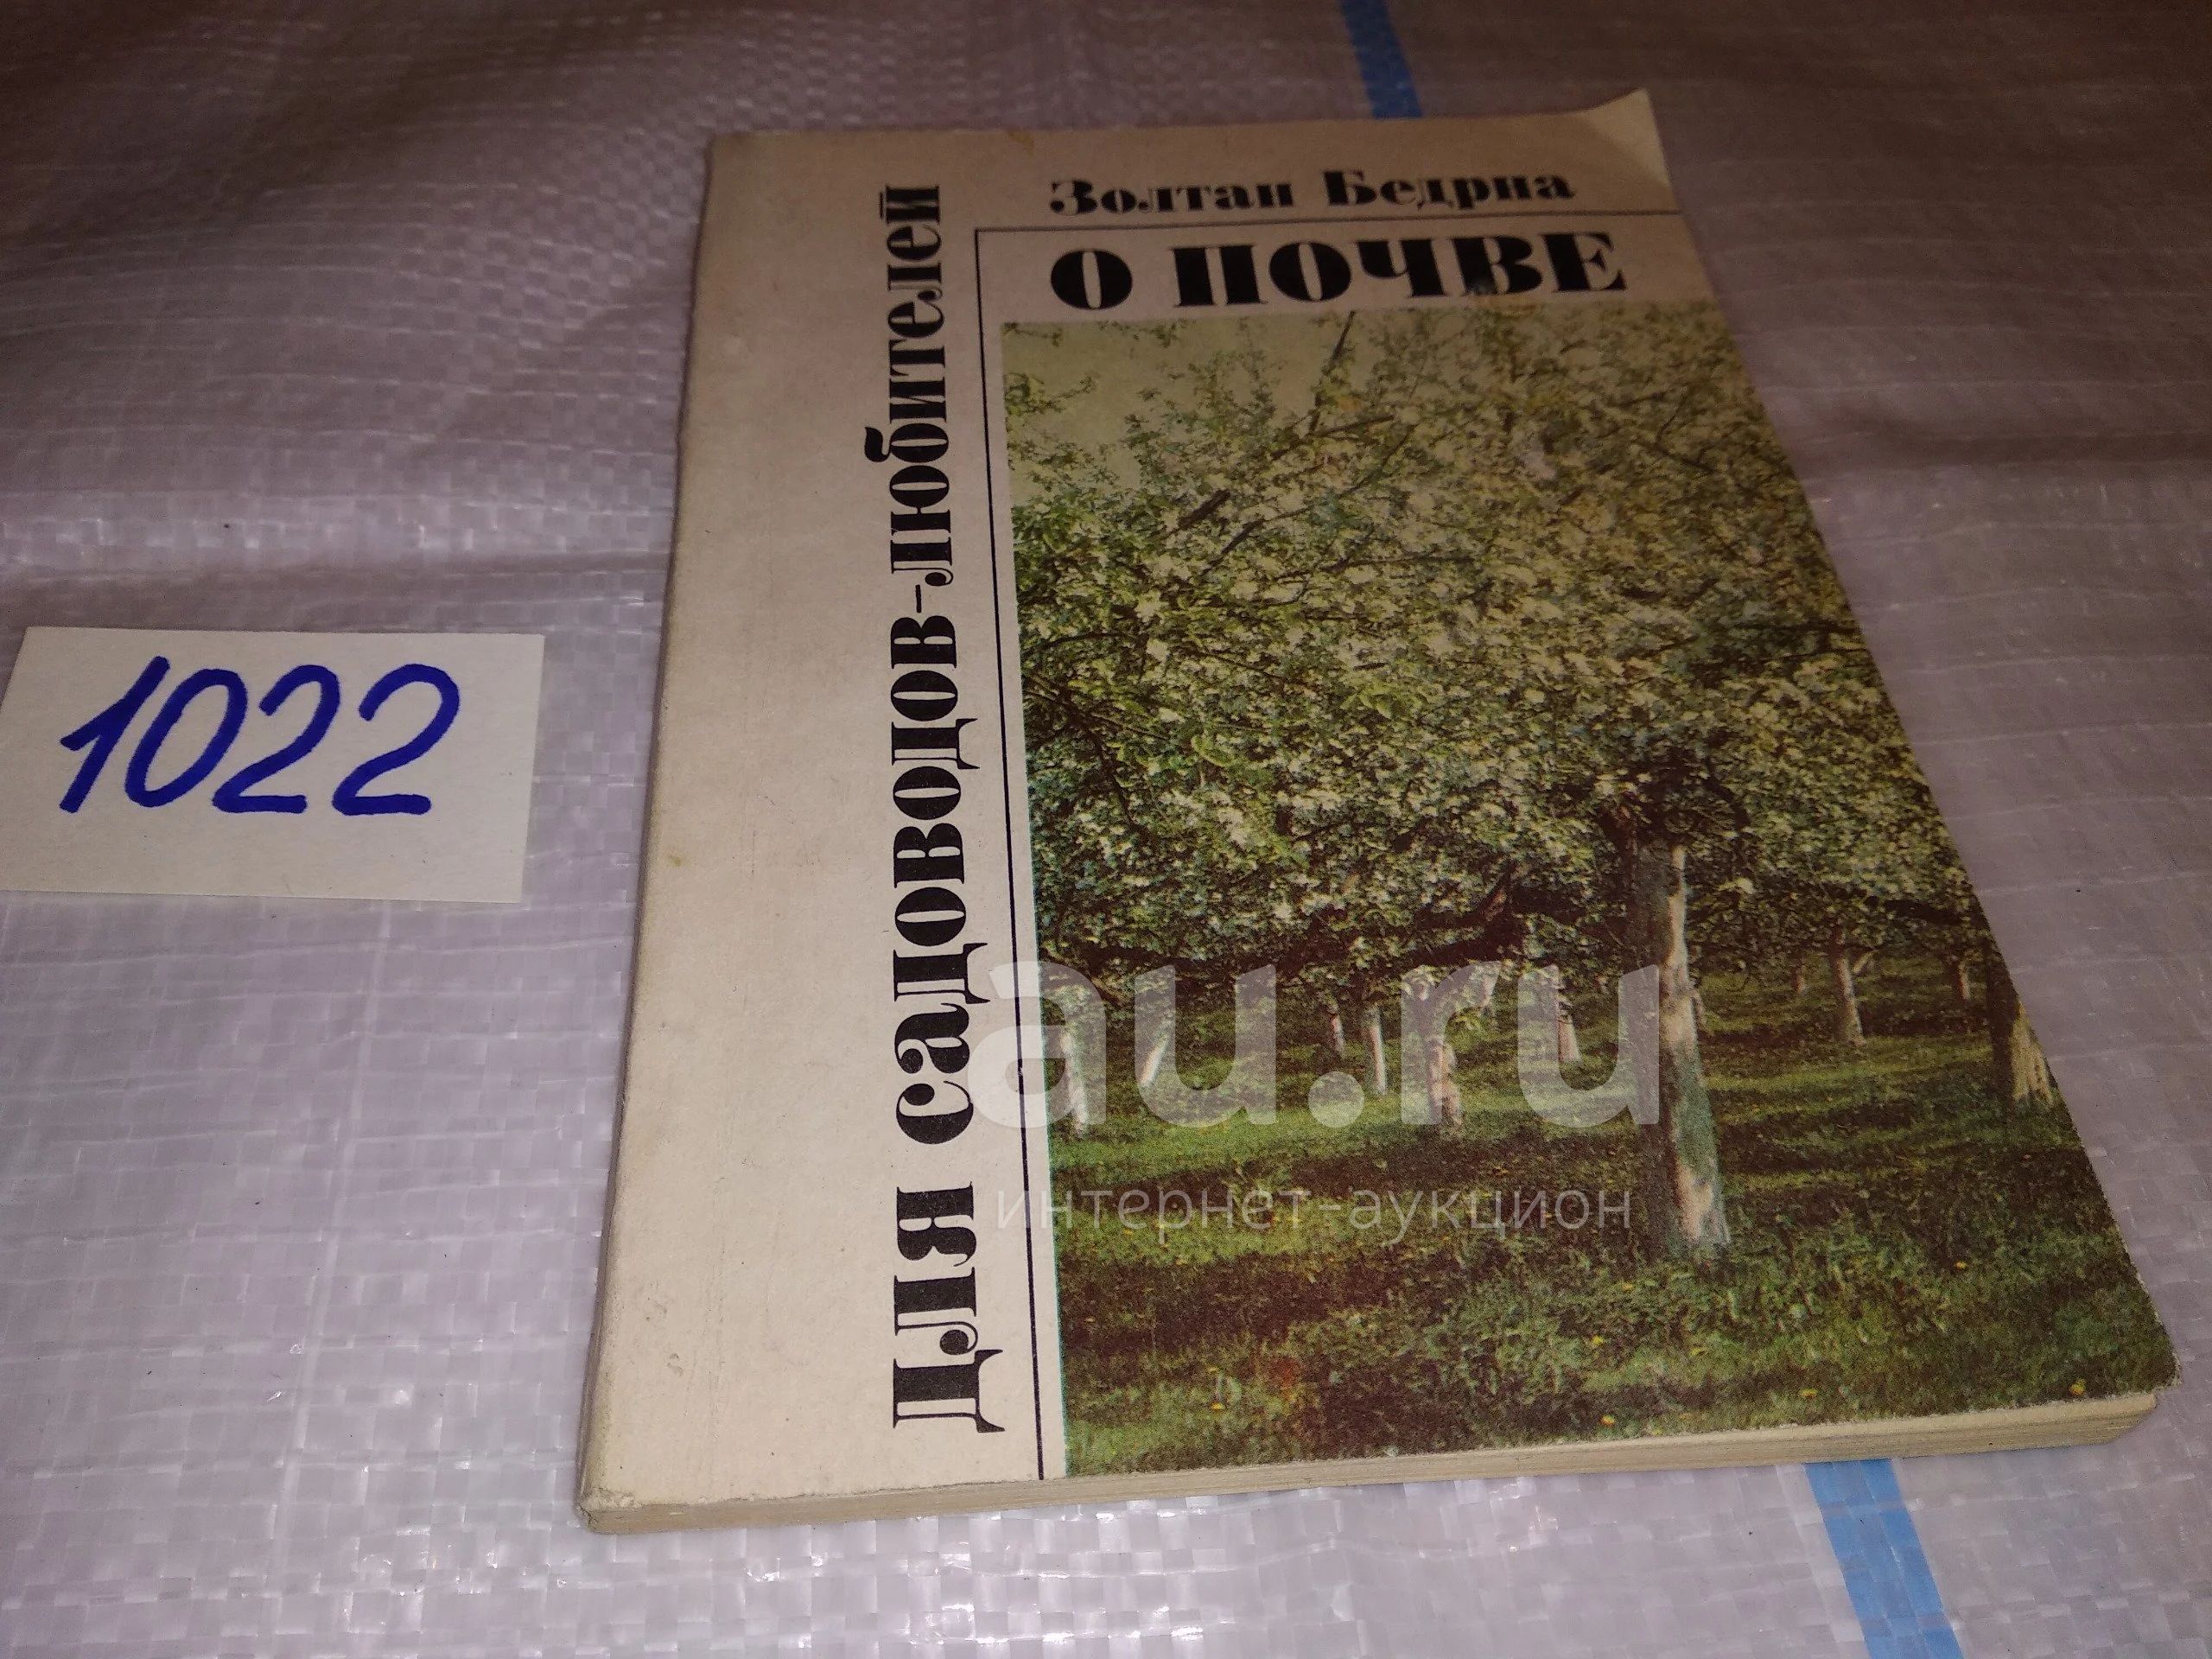 Золтан Бедрна
О ПОЧВЕ
Для садоводов-любителей
1022
au.ru
интернет-аукцион